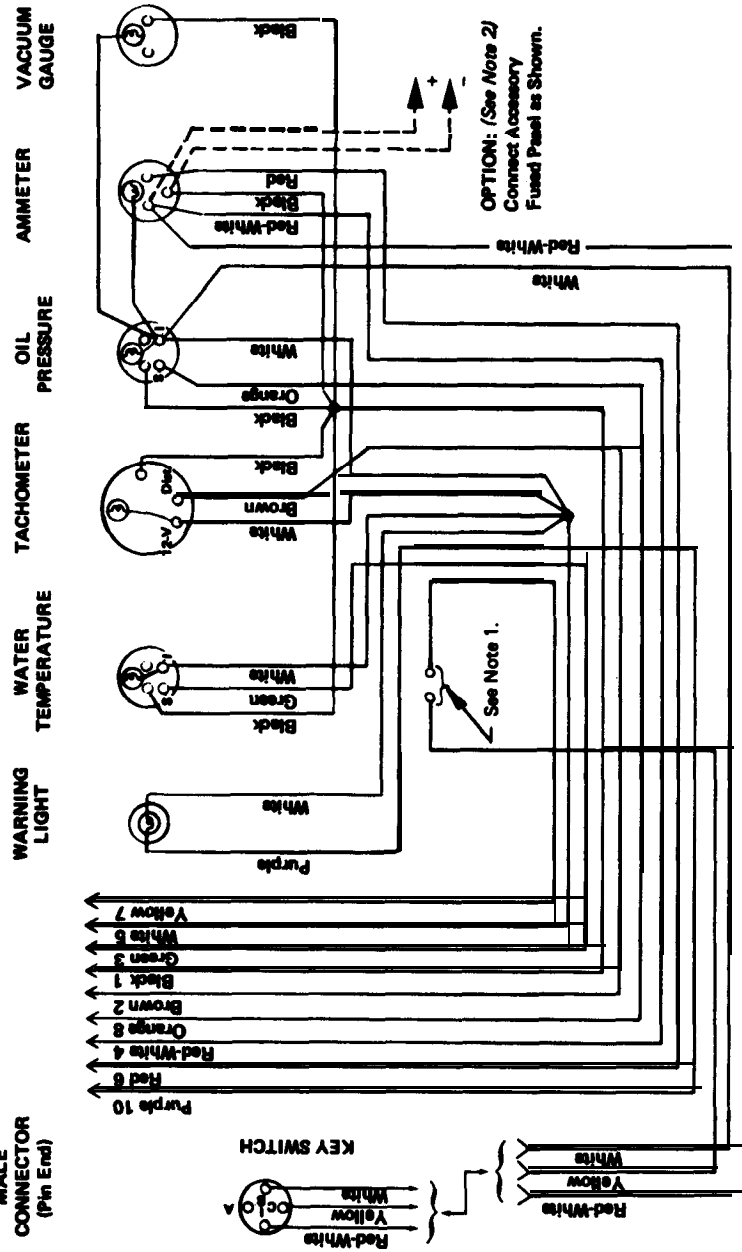 VACUUM
GAUGE
AMMETER
OIL
PRESSURE
TACHOMETER
WATER
TEMPERATURE
WARNING
LIGHT
MALE
CONNECTOR
(Pin End)
Black
OPTION: (See Note 2)
Connect Accessory
Fused Panel as Shown.
+
-
Red
Black
Red-White
Red-White
White
I
S
White
Orange
Black
Dist.
12-V
Black
Brown
White
I
S
White
Green
Black
See Note 1.
White
Purple
Yellow 7
White 5
Green 3
Black 1
Brown 2
Orange 8
Red-White 4
Red 6
Purple 10
KEY SWITCH
A
B
I
C
White
Yellow
Red-White
White
Yellow
Red-White